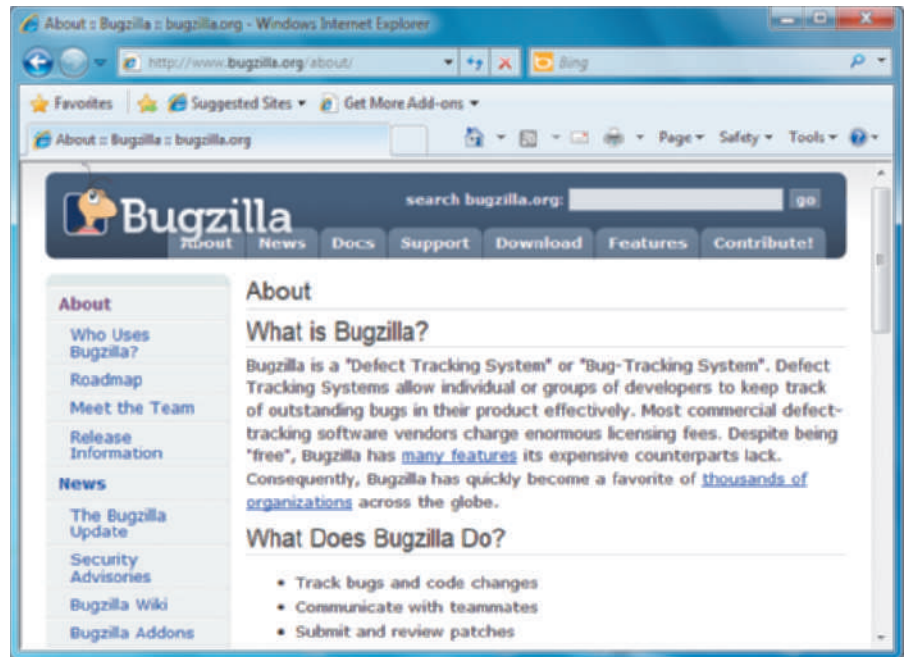 About :: Bugzilla :: bugzilla.org - Windows Internet Explorer
http://www.bugzilla.org/about/
Bing
Favorites Suggested Sites Get More Add-ons
About :: Bugzilla :: bugzilla.org
Page Safety Tools
Bugzilla
search bugzilla.org: go
About News Docs Support Download Features Contribute!
About
Who Uses
Bugzilla?
Roadmap
Meet the Team
Release
Information
News
The Bugzilla
Update
Security
Advisories
Bugzilla Wiki
Bugzilla Addons
About
What is Bugzilla?
Bugzilla is a "Defect Tracking System" or "Bug-Tracking System". Defect
Tracking Systems allow individual or groups of developers to keep track
of outstanding bugs in their product effectively. Most commercial defect-
tracking software vendors charge enormous licensing fees. Despite being
"free", Bugzilla has many features its expensive counterparts lack.
Consequently, Bugzilla has quickly become a favorite of thousands of
organizations across the globe.
What Does Bugzilla Do?
• Track bugs and code changes
• Communicate with teammates
• Submit and review patches